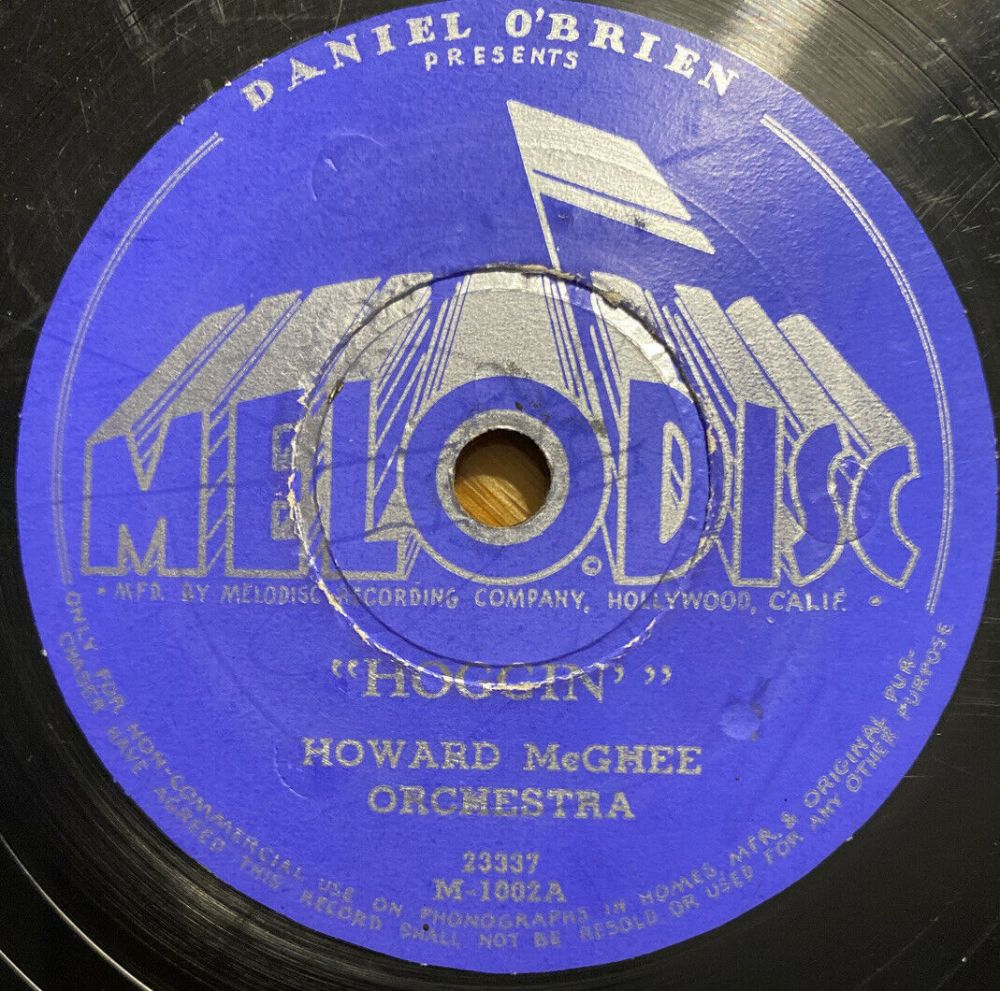 DANIEL O'BRIEN
PRESENTS
MELODISC
©
• MFD. BY MELODISC RECORDING COMPANY, HOLLYWOOD, CALIF. •
"HOGGIN' "
HOWARD McGHEE
ORCHESTRA
23337
M-1002A
ONLY FOR NON-COMMERCIAL USE ON PHONOGRAPHS IN HOMES, MFR. & ORIGINAL PUR-
CHASER HAVE AGREED THIS RECORD SHALL NOT BE RESOLD OR USED FOR ANY OTHER PURPOSE